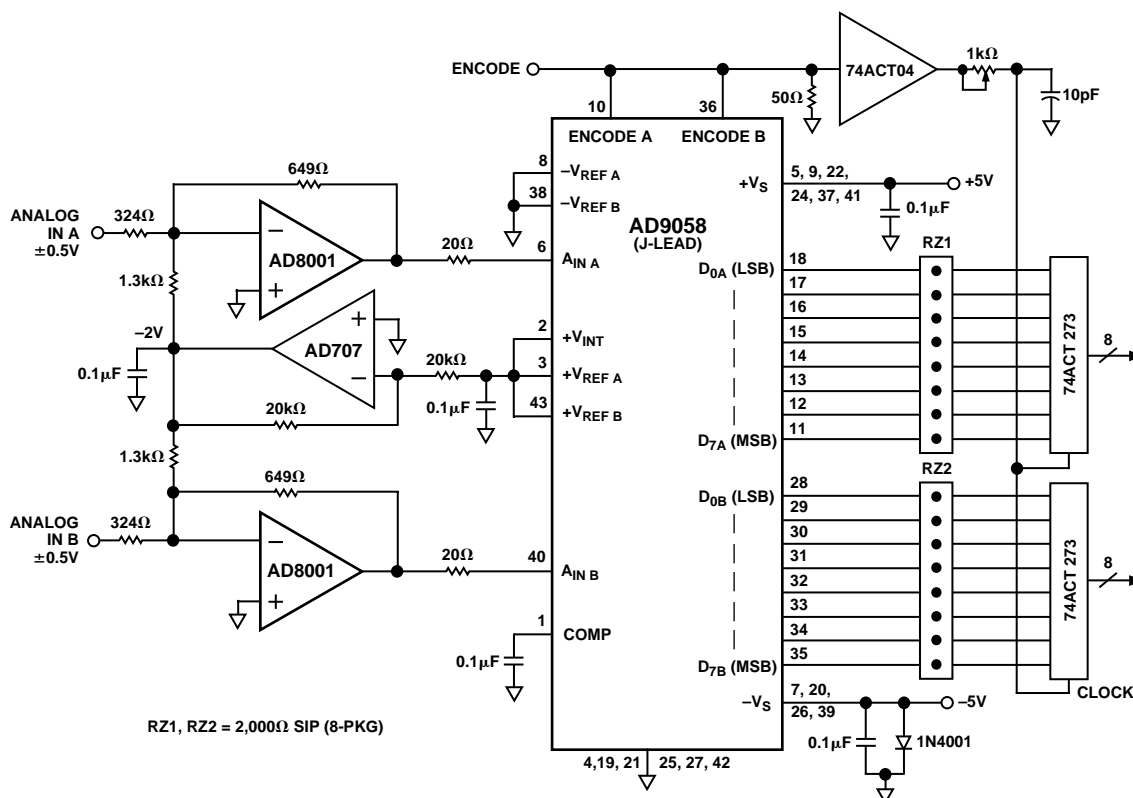 ENCODE
10
36
50Ω
74ACT04
1kΩ
10pF
ENCODE A
ENCODE B
8
–VREF A
38
–VREF B
AD9058
(J-LEAD)
+VS
5, 9, 22,
24, 37, 41
+5V
0.1µF
649Ω
ANALOG
IN A
±0.5V
324Ω
AD8001
20Ω
6
AIN A
1.3kΩ
–2V
0.1µF
AD707
20kΩ
20kΩ
0.1µF
2
+VINT
3
+VREF A
43
+VREF B
RZ1
D0A (LSB)
18
17
16
15
14
13
12
11
D7A (MSB)
74ACT 273
8
1.3kΩ
649Ω
ANALOG
IN B
±0.5V
324Ω
AD8001
20Ω
40
AIN B
1
COMP
0.1µF
RZ2
D0B (LSB)
28
29
30
31
32
33
34
35
D7B (MSB)
74ACT 273
8
CLOCK
–VS
7, 20,
26, 39
–5V
0.1µF
1N4001
RZ1, RZ2 = 2,000Ω SIP (8-PKG)
4,19, 21
25, 27, 42